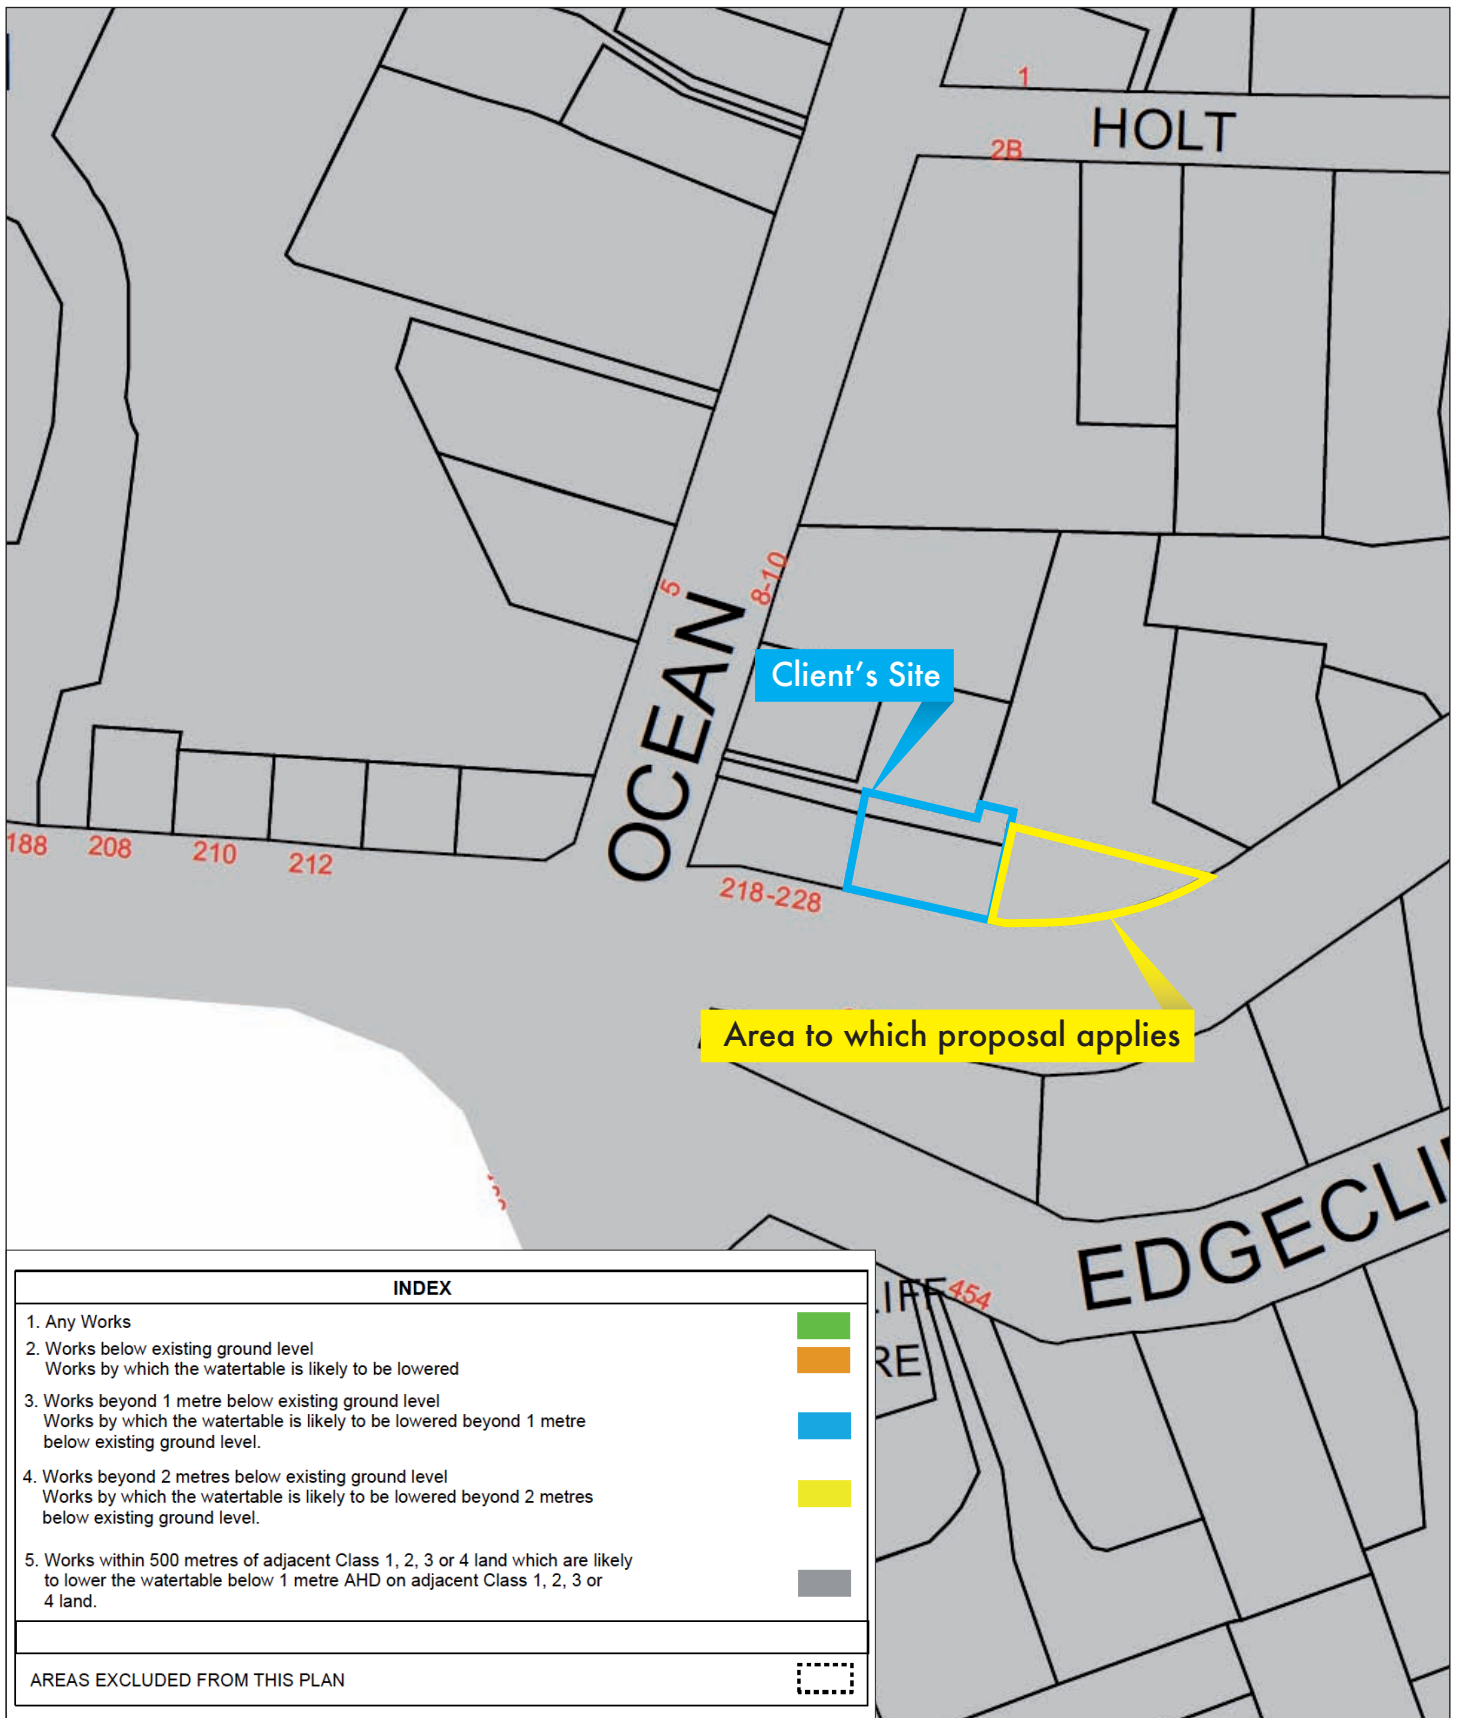 1
HOLT
2B
5
8-10
OCEAN
Client's Site
188
208
210
212
218-228
Area to which proposal applies
EDGECLI
454
LIFF
RE
INDEX
1. Any Works
2. Works below existing ground level
Works by which the watertable is likely to be lowered
3. Works beyond 1 metre below existing ground level
Works by which the watertable is likely to be lowered beyond 1 metre
below existing ground level.
4. Works beyond 2 metres below existing ground level
Works by which the watertable is likely to be lowered beyond 2 metres
below existing ground level.
5. Works within 500 metres of adjacent Class 1, 2, 3 or 4 land which are likely
to lower the watertable below 1 metre AHD on adjacent Class 1, 2, 3 or
4 land.
AREAS EXCLUDED FROM THIS PLAN